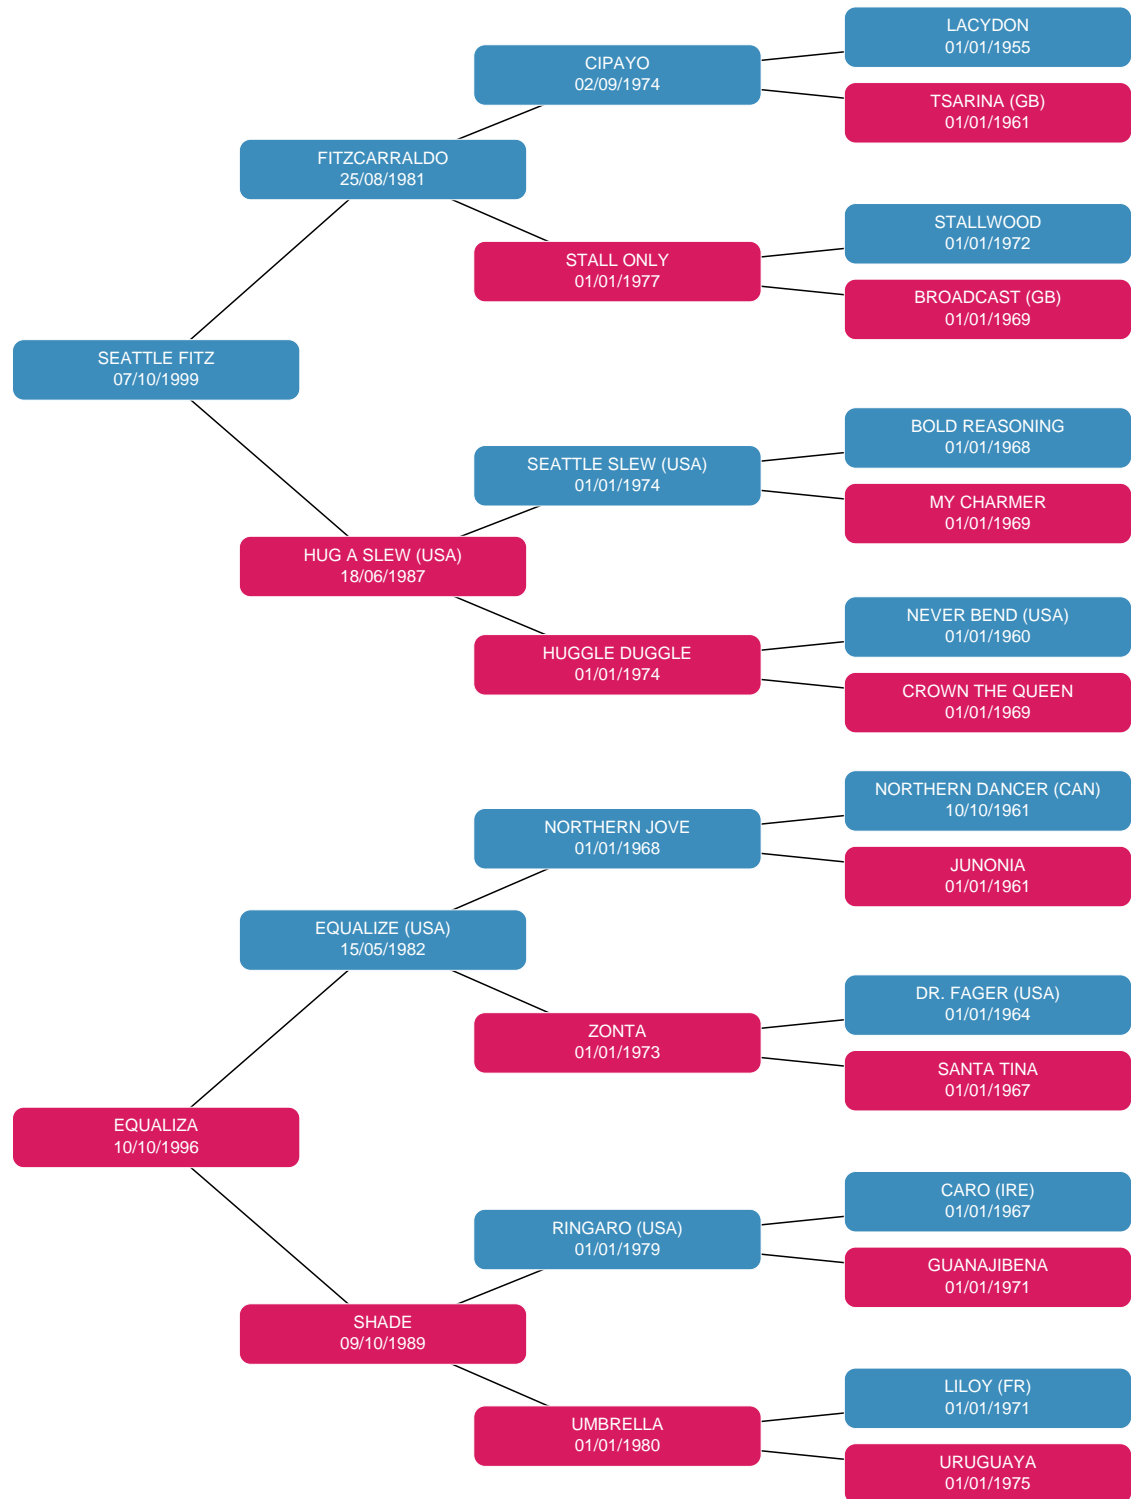 LACYDON
01/01/1955
CIPAYO
02/09/1974
TSARINA (GB)
01/01/1961
FITZCARRALDO
25/08/1981
STALLWOOD
01/01/1972
STALL ONLY
01/01/1977
BROADCAST (GB)
01/01/1969
SEATTLE FITZ
07/10/1999
BOLD REASONING
01/01/1968
SEATTLE SLEW (USA)
01/01/1974
MY CHARMER
01/01/1969
HUG A SLEW (USA)
18/06/1987
NEVER BEND (USA)
01/01/1960
HUGGLE DUGGLE
01/01/1974
CROWN THE QUEEN
01/01/1969
NORTHERN DANCER (CAN)
10/10/1961
NORTHERN JOVE
01/01/1968
JUNONIA
01/01/1961
EQUALIZE (USA)
15/05/1982
DR. FAGER (USA)
01/01/1964
ZONTA
01/01/1973
SANTA TINA
01/01/1967
EQUALIZA
10/10/1996
CARO (IRE)
01/01/1967
RINGARO (USA)
01/01/1979
GUANAJIBENA
01/01/1971
SHADE
09/10/1989
LILOY (FR)
01/01/1971
UMBRELLA
01/01/1980
URUGUAYA
01/01/1975